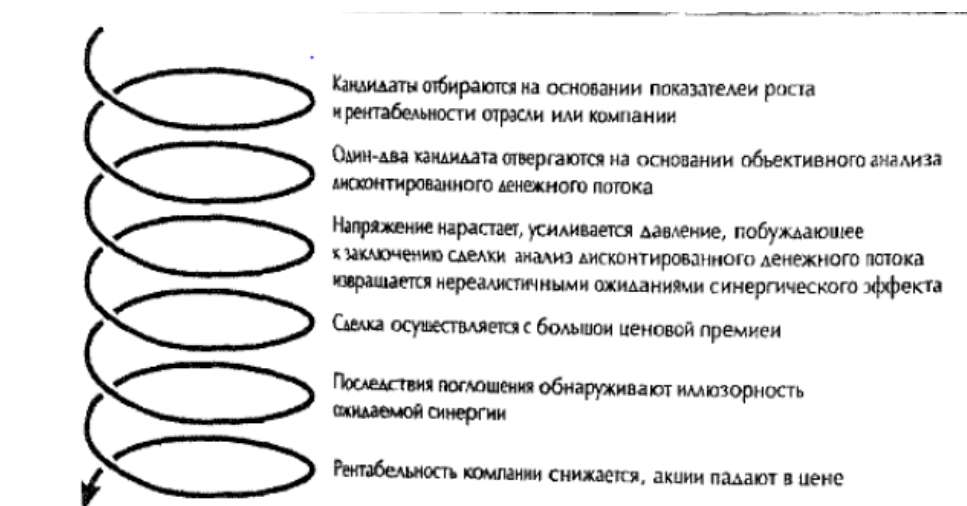 Кандидаты отбираются на основании показателеи роста
и рентабельности отрасли или компании
Один-два кандидата отвергаются на основании обьективного анализа
дисконтированного денежного потока
Напряжение нарастает, усиливается давление, побуждающее
к заключению сделки анализ дисконтированного денежного потока
извращается нереалистичными ожиданиями синергического эффекта
Сделка осуществляется с большои ценовой премиеи
Последствия поглощения обнаруживают иллюзорность
ожидаемой синергии
Рентабельность компании снижается, акции падают в цене